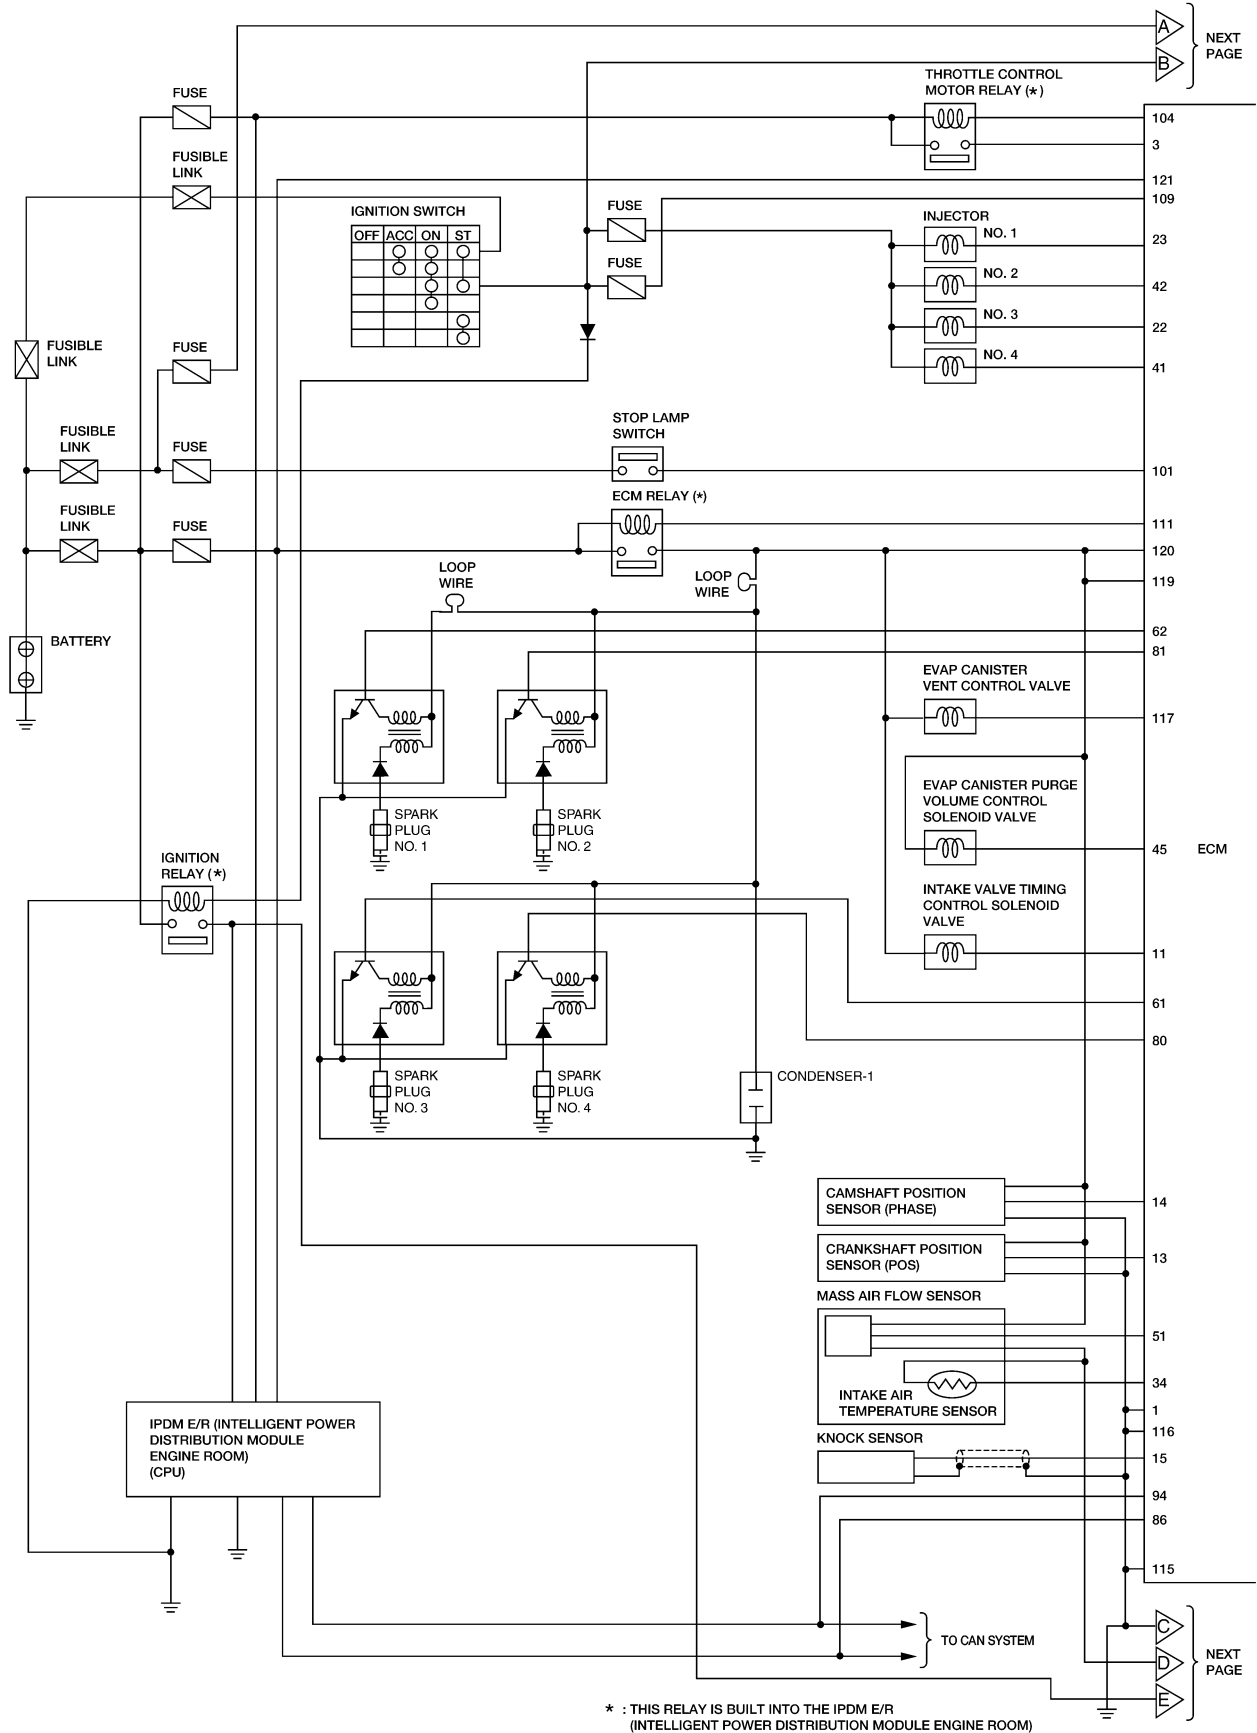 A
NEXT
PAGE
B
THROTTLE CONTROL
MOTOR RELAY (*)
FUSE
104
3
FUSIBLE
LINK
121
109
IGNITION SWITCH
FUSE
INJECTOR
OFF ACC ON ST
NO. 1
23
FUSE
NO. 2
42
NO. 3
22
FUSIBLE
LINK
FUSE
NO. 4
41
STOP LAMP
SWITCH
FUSIBLE
LINK
FUSE
101
ECM RELAY (*)
FUSIBLE
LINK
FUSE
111
120
LOOP
WIRE
LOOP
WIRE
119
BATTERY
62
81
EVAP CANISTER
VENT CONTROL VALVE
117
EVAP CANISTER PURGE
VOLUME CONTROL
SOLENOID VALVE
SPARK
PLUG
NO. 1
SPARK
PLUG
NO. 2
45
ECM
IGNITION
RELAY (*)
INTAKE VALVE TIMING
CONTROL SOLENOID
VALVE
11
61
80
SPARK
PLUG
NO. 3
SPARK
PLUG
NO. 4
CONDENSER-1
CAMSHAFT POSITION
SENSOR (PHASE)
14
CRANKSHAFT POSITION
SENSOR (POS)
13
MASS AIR FLOW SENSOR
51
34
INTAKE AIR
TEMPERATURE SENSOR
1
116
KNOCK SENSOR
15
IPDM E/R (INTELLIGENT POWER
DISTRIBUTION MODULE
ENGINE ROOM)
(CPU)
94
86
115
TO CAN SYSTEM
C
D
NEXT
PAGE
E
* : THIS RELAY IS BUILT INTO THE IPDM E/R
(INTELLIGENT POWER DISTRIBUTION MODULE ENGINE ROOM)